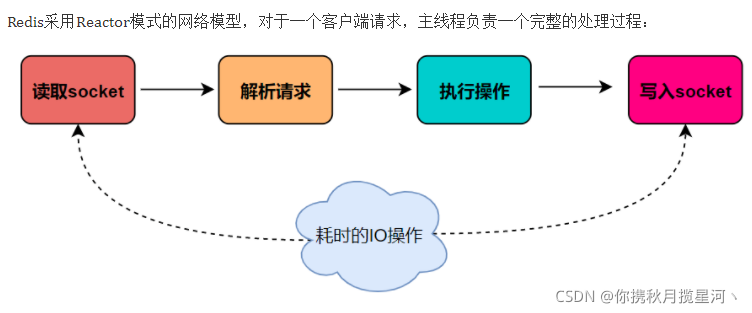 Redis采用Reactor模式的网络模型，对于一个客户端请求，主线程负责一个完整的处理过程：
读取socket
解析请求
执行操作
写入socket
耗时的IO操作
CSDN @你携秋月揽星河丶